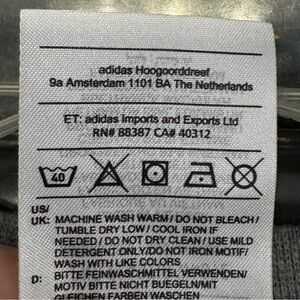 adidas Hoogoorddreef
9a Amsterdam 1101 BA The Netherlands
ET: adidas Imports and Exports Ltd
RN# 88387 CA# 40312
40
US/
UK: MACHINE WASH WARM / DO NOT BLEACH /
TUMBLE DRY LOW / COOL IRON IF
NEEDED / DO NOT DRY CLEAN / USE MILD
DETERGENT ONLY/DO NOT IRON MOTIF/
WASH WITH LIKE COLORS
D: BITTE FEINWASCHMITTEL VERWENDEN/
MOTIV BITTE NICHT BUEGELN/MIT
GLEICHEN FARBEN WASCHEN